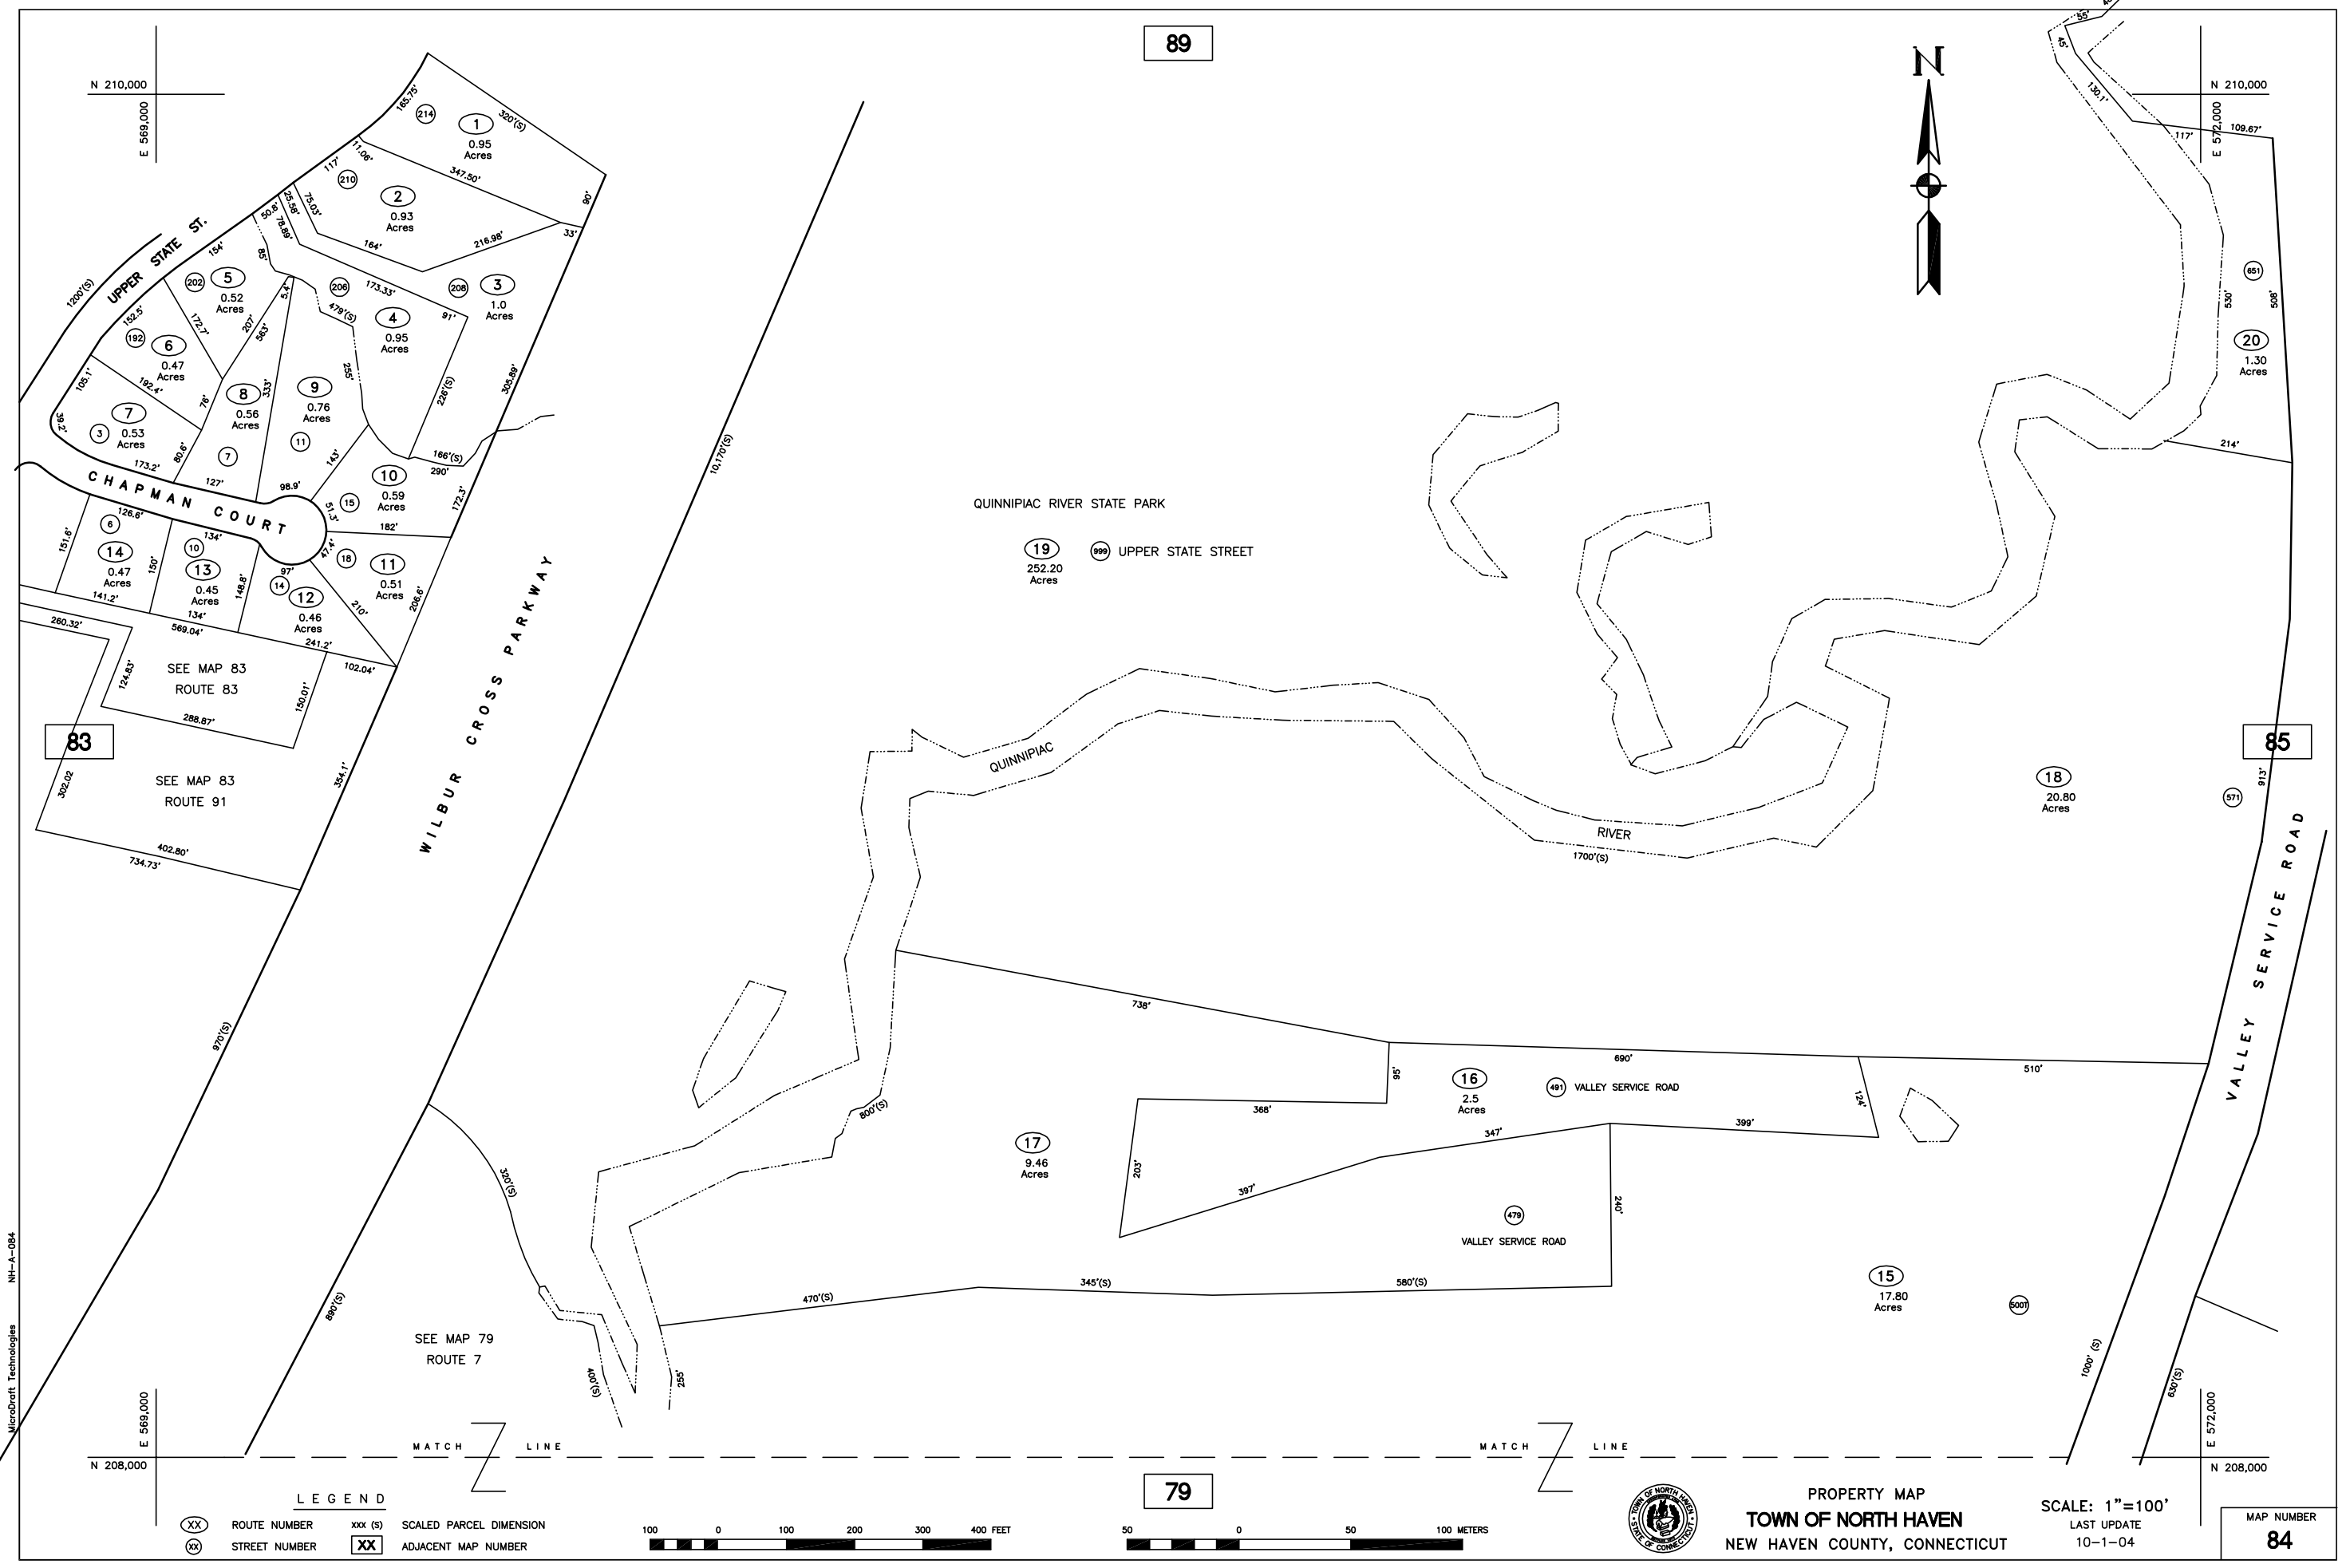 89
N 210,000
E 569,000
N
N 210,000
E 572,000
55'
45'
130.1'
117'
109.67'
165.75'
214
1
0.95
Acres
320'(S)
11.06'
117'
210
347.50'
90'
2
0.93
Acres
33'
50.8'
25.58'
78.89'
75.03'
164'
216.98'
UPPER STATE ST.
1200'(S)
154'
85'
202
5
0.52
Acres
206
173.33'
208
3
1.0
Acres
479'(S)
4
0.95
Acres
91'
5.4'
152.5'
192
6
0.47
Acres
172.7'
207'
563'
255'
226'(S)
305.89'
105.1'
192.4'
76'
8
0.56
Acres
333'
9
0.76
Acres
39.2'
7
0.53
Acres
3
80.6'
7
11
143'
166'(S)
290'
173.2'
127'
98.9'
10
0.59
Acres
15
51.3'
172.3'
182'
CHAPMAN COURT
126.6'
6
151.6'
14
0.47
Acres
134'
10
150'
13
0.45
Acres
148.8'
97'
14
12
0.46
Acres
47.4'
18
11
0.51
Acres
210'
206.6'
141.2'
134'
569.04'
241.2'
102.04'
260.32'
124.83'
SEE MAP 83
ROUTE 83
150.01'
288.87'
83
302.02
SEE MAP 83
ROUTE 91
354.1'
402.80'
734.73'
WILBUR CROSS PARKWAY
10,170'(S)
QUINNIPIAC RIVER STATE PARK
19
252.20
Acres
999 UPPER STATE STREET
651
530'
508'
20
1.30
Acres
214'
QUINNIPIAC
RIVER
1700'(S)
18
20.80
Acres
85
913'
571
VALLEY SERVICE ROAD
970'(S)
738'
690'
510'
95'
16
2.5
Acres
491 VALLEY SERVICE ROAD
124'
368'
347'
399'
800'(S)
17
9.46
Acres
203'
397'
240'
479
VALLEY SERVICE ROAD
320'(S)
470'(S)
345'(S)
580'(S)
15
17.80
Acres
500T
890'(S)
SEE MAP 79
ROUTE 7
400'(S)
255'
1000' (S)
630'(S)
NH-A-084
MicroDraft Technologies
E 569,000
N 208,000
MATCH LINE
MATCH LINE
E 572,000
N 208,000
79
LEGEND
XX ROUTE NUMBER
XX STREET NUMBER
xxx (S) SCALED PARCEL DIMENSION
XX ADJACENT MAP NUMBER
100 0 100 200 300 400 FEET
50 0 50 100 METERS
TOWN OF NORTH HAVEN
STATE OF CONNECTICUT
PROPERTY MAP
TOWN OF NORTH HAVEN
NEW HAVEN COUNTY, CONNECTICUT
SCALE: 1"=100'
LAST UPDATE
10-1-04
MAP NUMBER
84